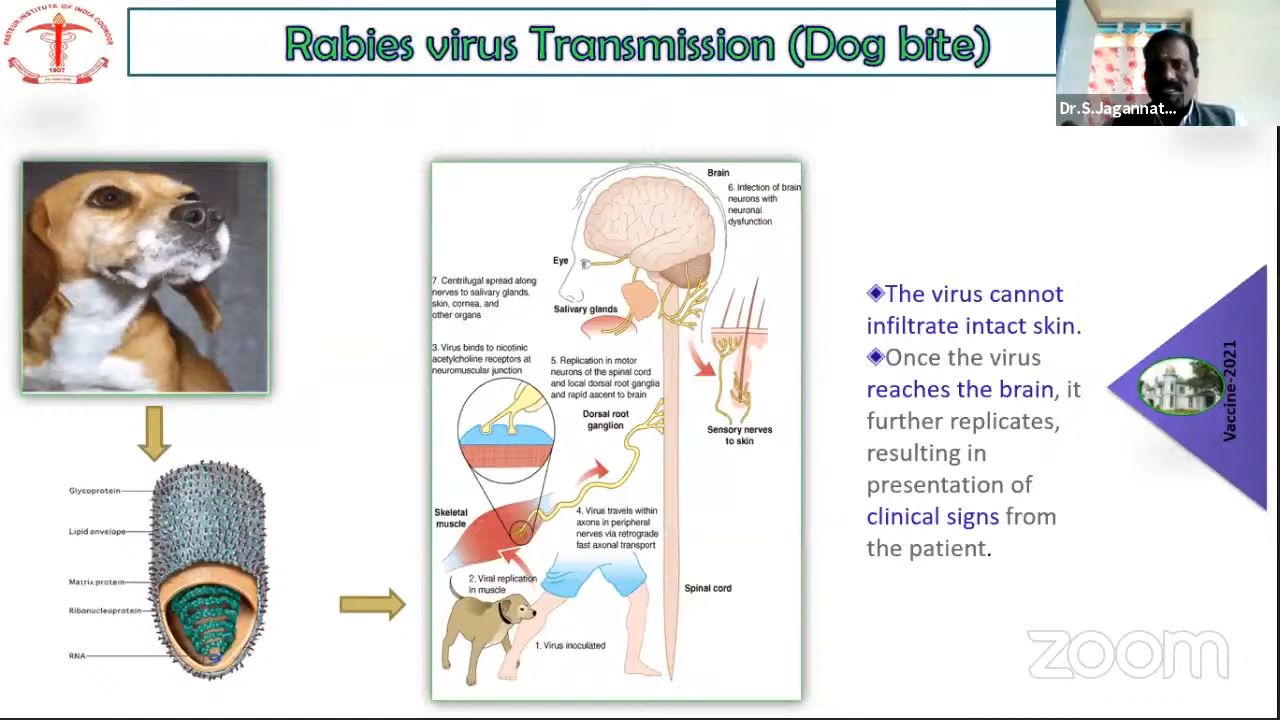 PASTEUR INSTITUTE OF INDIA COONOOR
1907
Rabies virus Transmission (Dog bite)
Dr.S.Jagannat...
Brain
6. Infection of brain
neurons with
neuronal
dysfunction
Eye
7. Centrifugal spread along
nerves to salivary glands,
skin, cornea, and
other organs
Salivary glands
3. Virus binds to nicotinic
acetylcholine receptors at
neuromuscular junction
5. Replication in motor
neurons of the spinal cord
and local dorsal root ganglia
and rapid ascent to brain
Dorsal root
ganglion
Sensory nerves
to skin
Skeletal
muscle
4. Virus travels within
axons in peripheral
nerves via retrograde
fast axonal transport
2. Viral replication
in muscle
Spinal cord
1. Virus inoculated
Glycoprotein
Lipid envelope
Matrix protein
Ribonucleoprotein
RNA
The virus cannot
infiltrate intact skin.
Once the virus
reaches the brain, it
further replicates,
resulting in
presentation of
clinical signs from
the patient.
Vaccine-2021
zoom